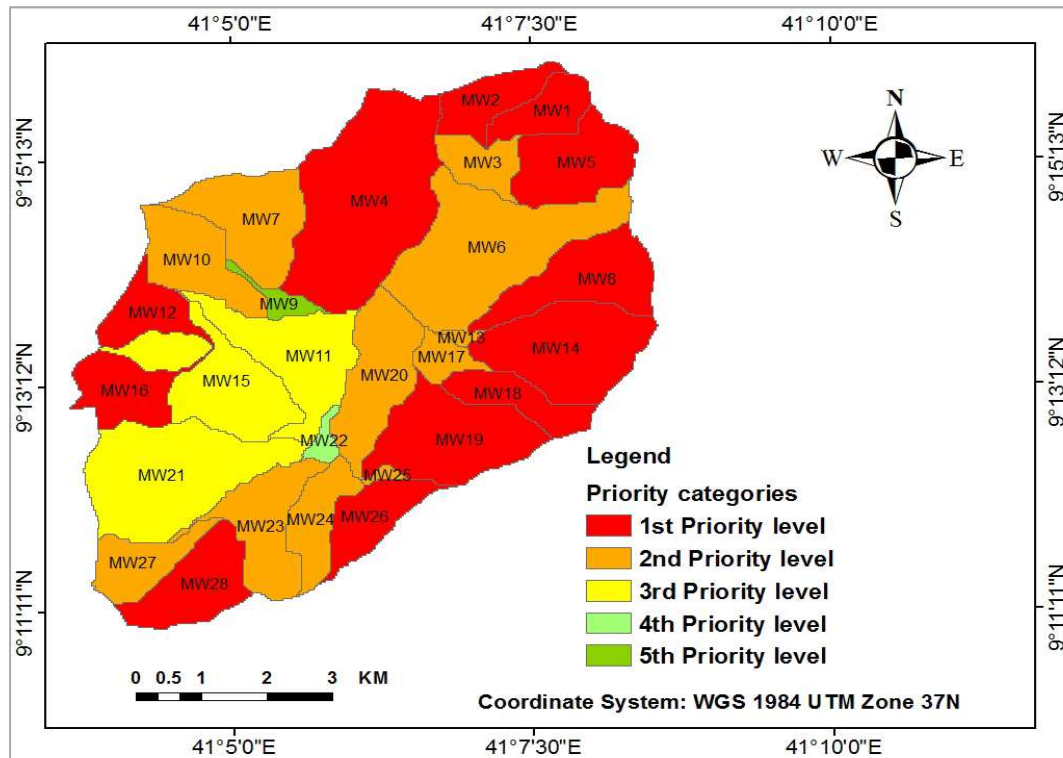 41°5'0"E 41°7'30"E 41°10'0"E
N
W E
S
9°15'13"N 9°15'13"N
9°13'12"N 9°13'12"N
9°11'11"N 9°11'11"N
MW2
MW1
MW3
MW5
MW4
MW7
MW6
MW10
MW8
MW9
MW12
MW13
MW11
MW17
MW14
MW15
MW20
MW16
MW18
MW22
MW19
MW21
MW25
MW23
MW24
MW26
MW27
MW28
Legend
Priority categories
1st Priority level
2nd Priority level
3rd Priority level
4th Priority level
5th Priority level
0 0.5 1 2 3 KM
Coordinate System: WGS 1984 UTM Zone 37N
41°5'0"E 41°7'30"E 41°10'0"E